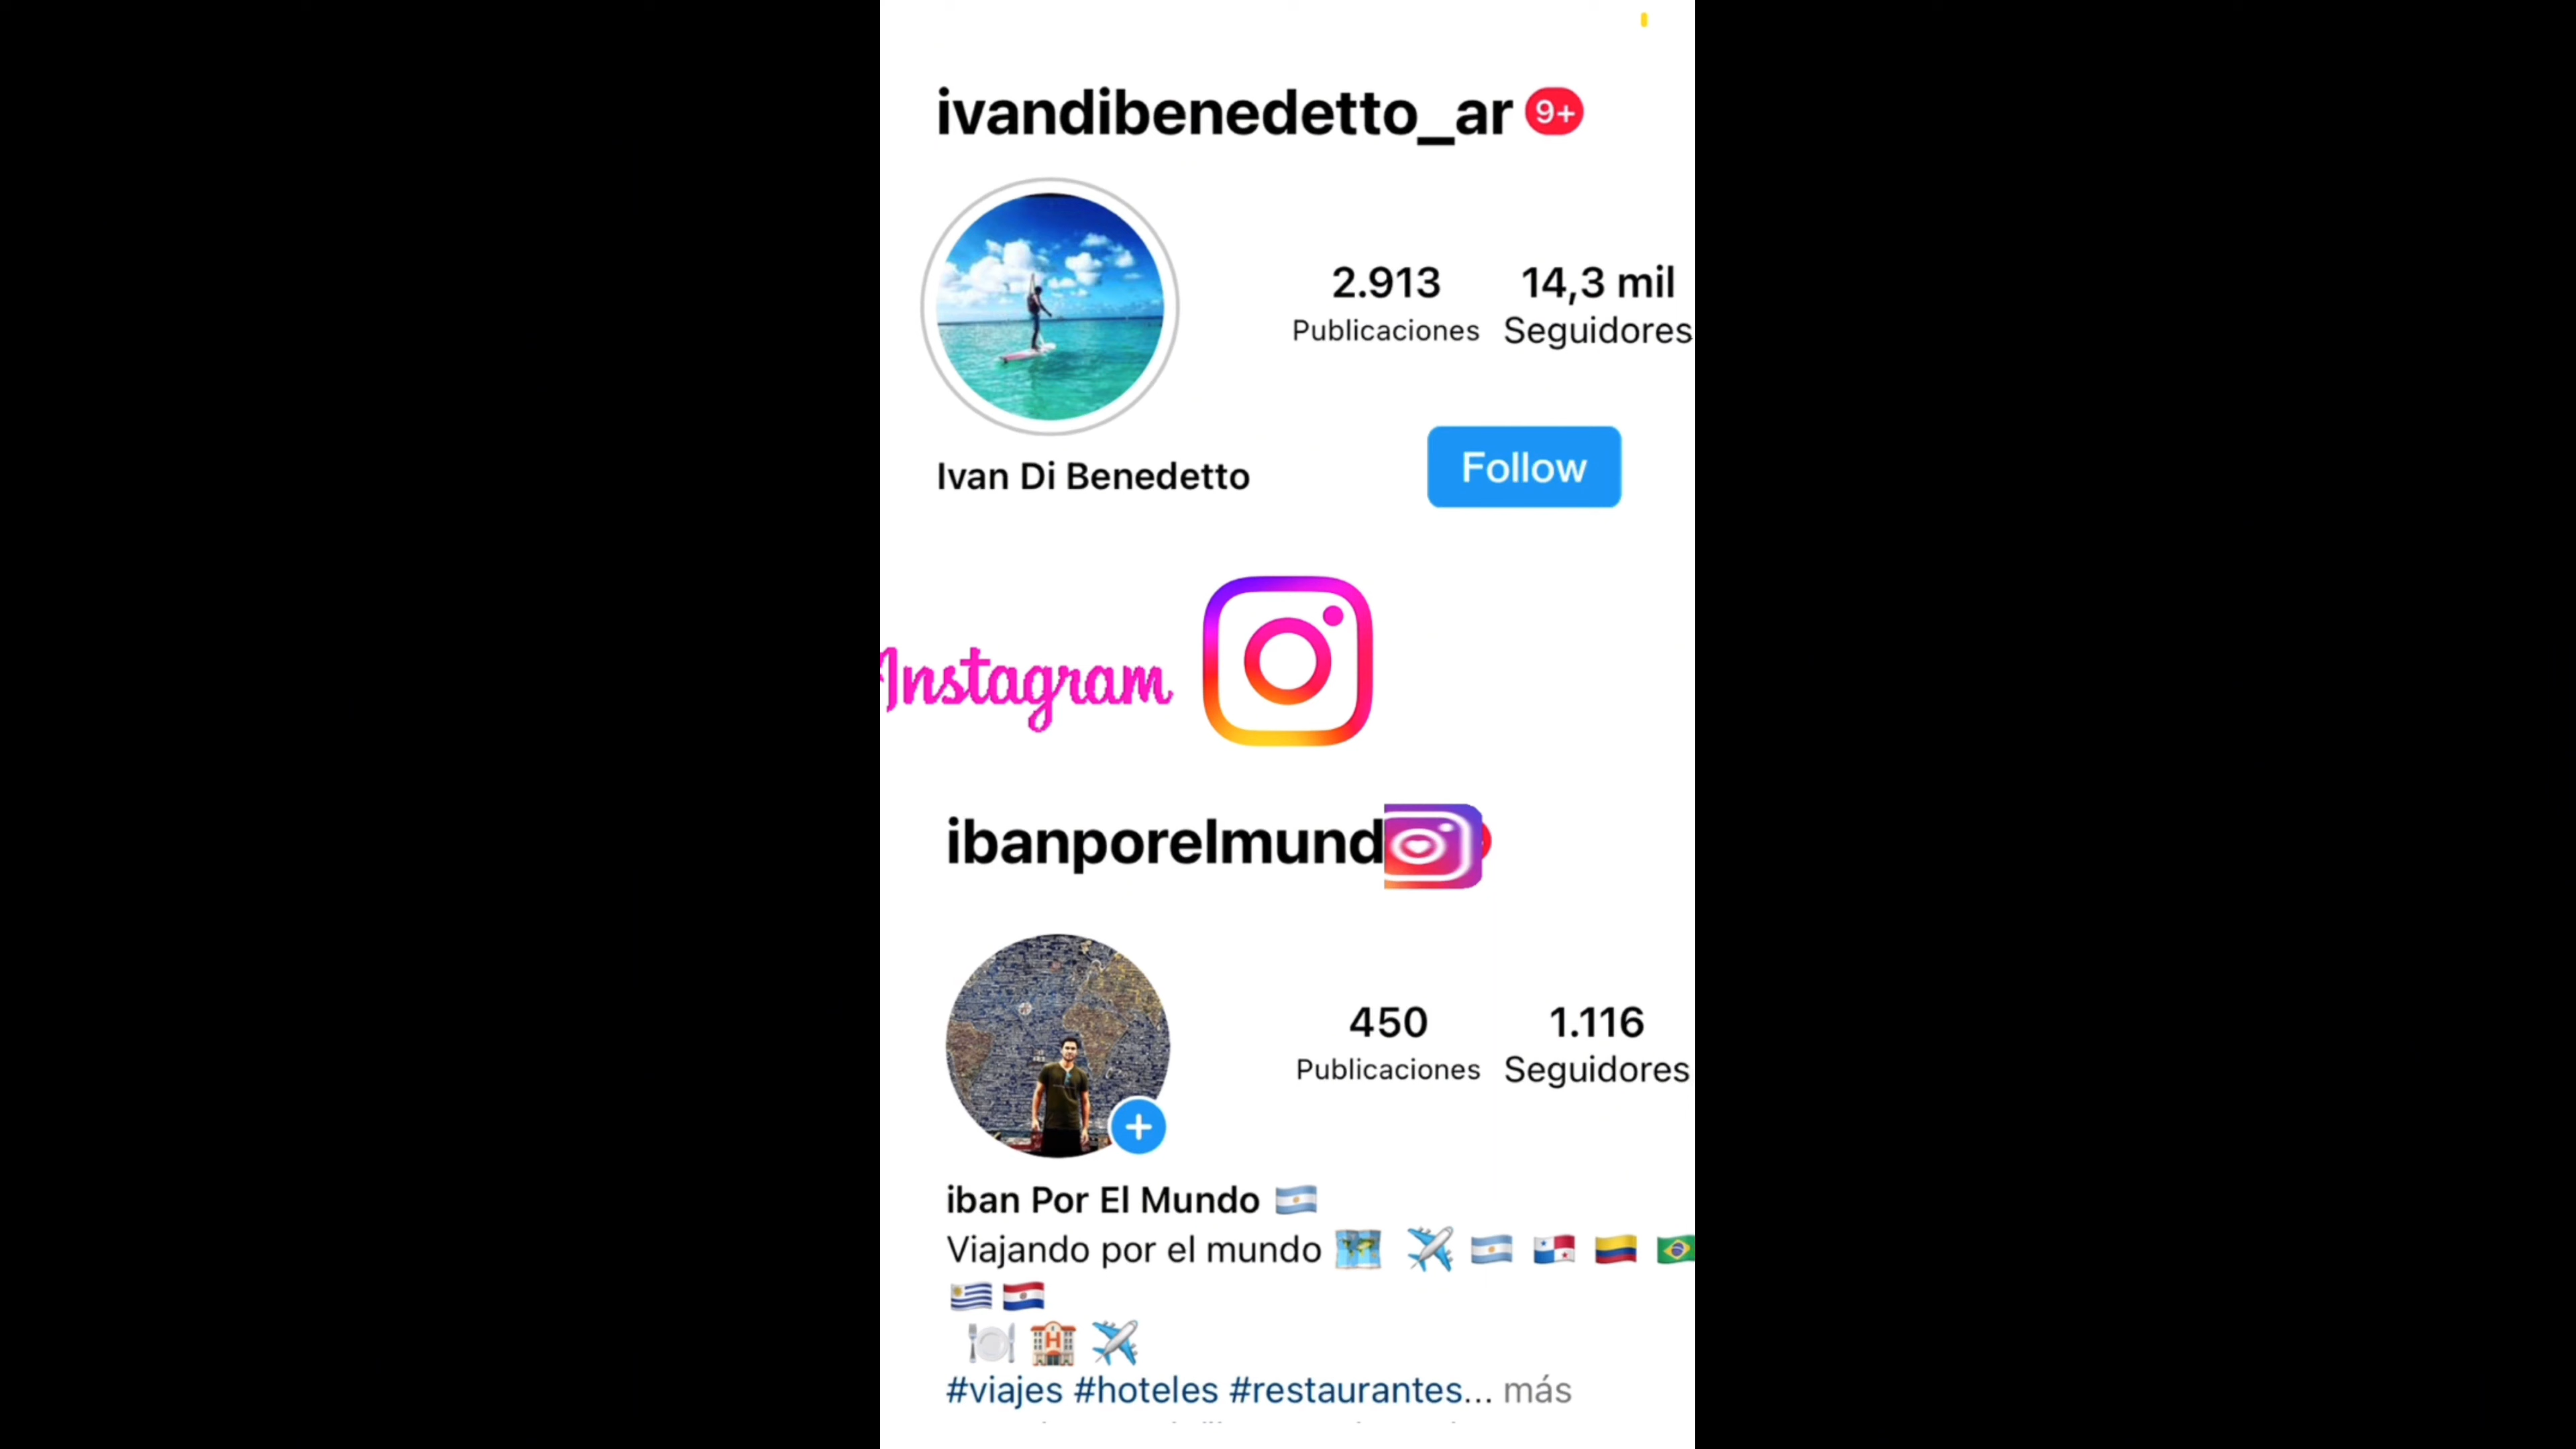 ivandibenedetto_ar 9+
2.913 14,3 mil
Publicaciones Seguidores
Ivan Di Benedetto
Follow
Instagram
ibanporelmund
450 1.116
Publicaciones Seguidores
iban Por El Mundo 🇦🇷
Viajando por el mundo 🗺️ ✈️ 🇦🇷 🇵🇦 🇨🇴 🇧🇷
🇺🇾 🇵🇾
🍽️ 🏨 ✈️
#viajes #hoteles #restaurantes... más